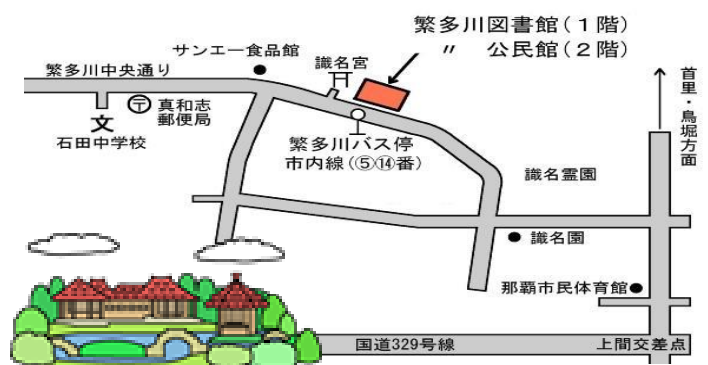 繁多川図書館(1階)
〃 公民館(2階)
サンエー食品館
識名宮
繁多川中央通り
〒
真和志
郵便局
文
石田中学校
繁多川バス停
市内線(⑤⑭番)
首里・鳥堀方面
識名霊園
識名園
那覇市民体育館
国道329号線
上間交差点